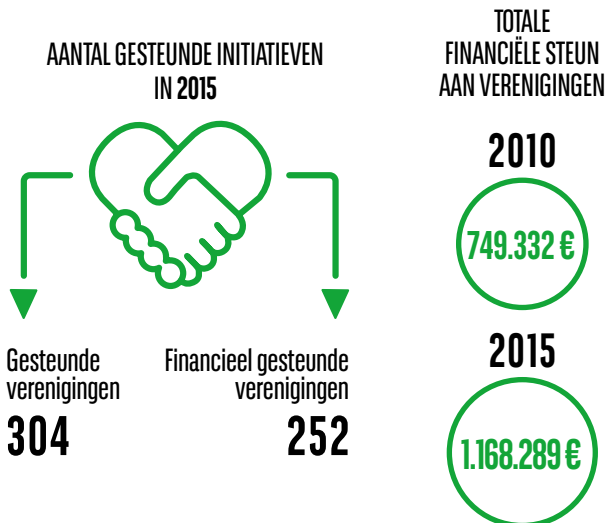 AANTAL GESTEUNDE INITIATIEVEN
IN 2015
Gesteunde
verenigingen
304
Financieel gesteunde
verenigingen
252
TOTALE
FINANCIËLE STEUN
AAN VERENIGINGEN
2010
749.332 €
2015
1.168.289 €